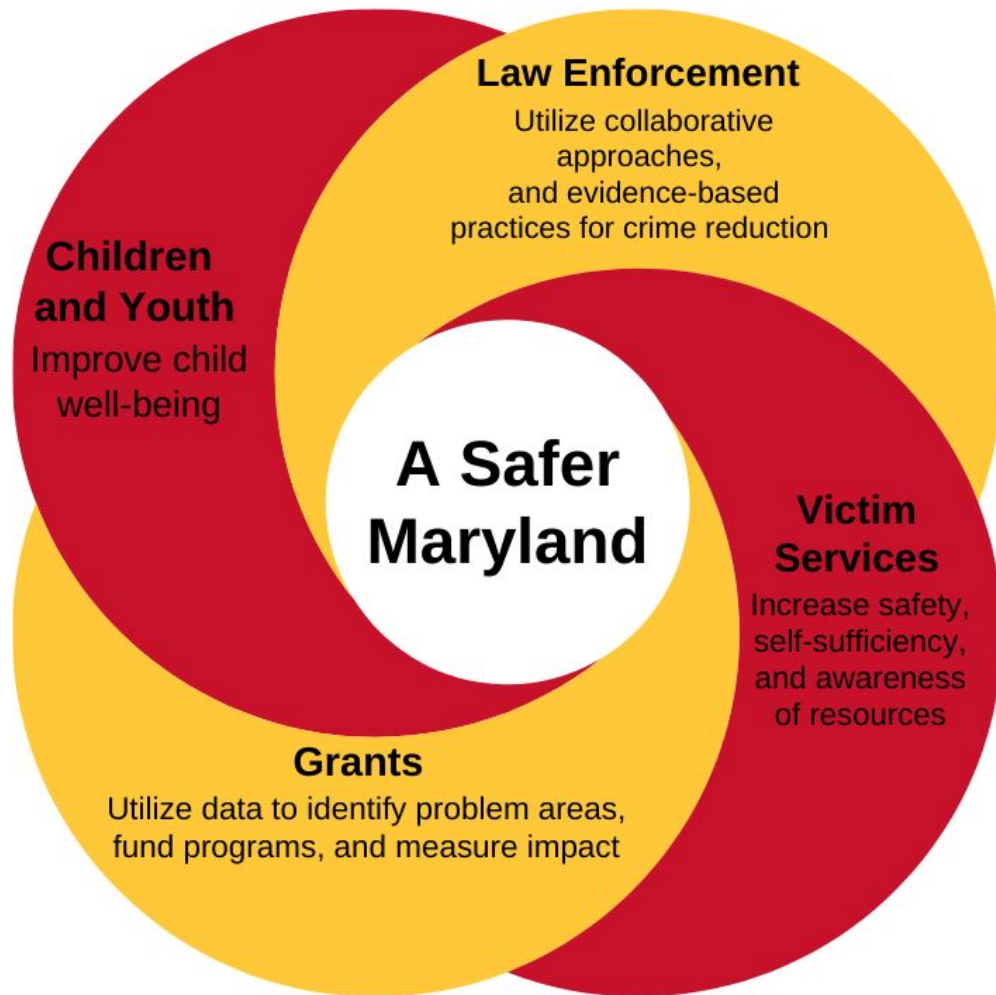 Law Enforcement
Utilize collaborative
approaches,
and evidence-based
practices for crime reduction
Children
and Youth
Improve child
well-being
A Safer
Maryland
Victim
Services
Increase safety,
self-sufficiency,
and awareness
of resources
Grants
Utilize data to identify problem areas,
fund programs, and measure impact